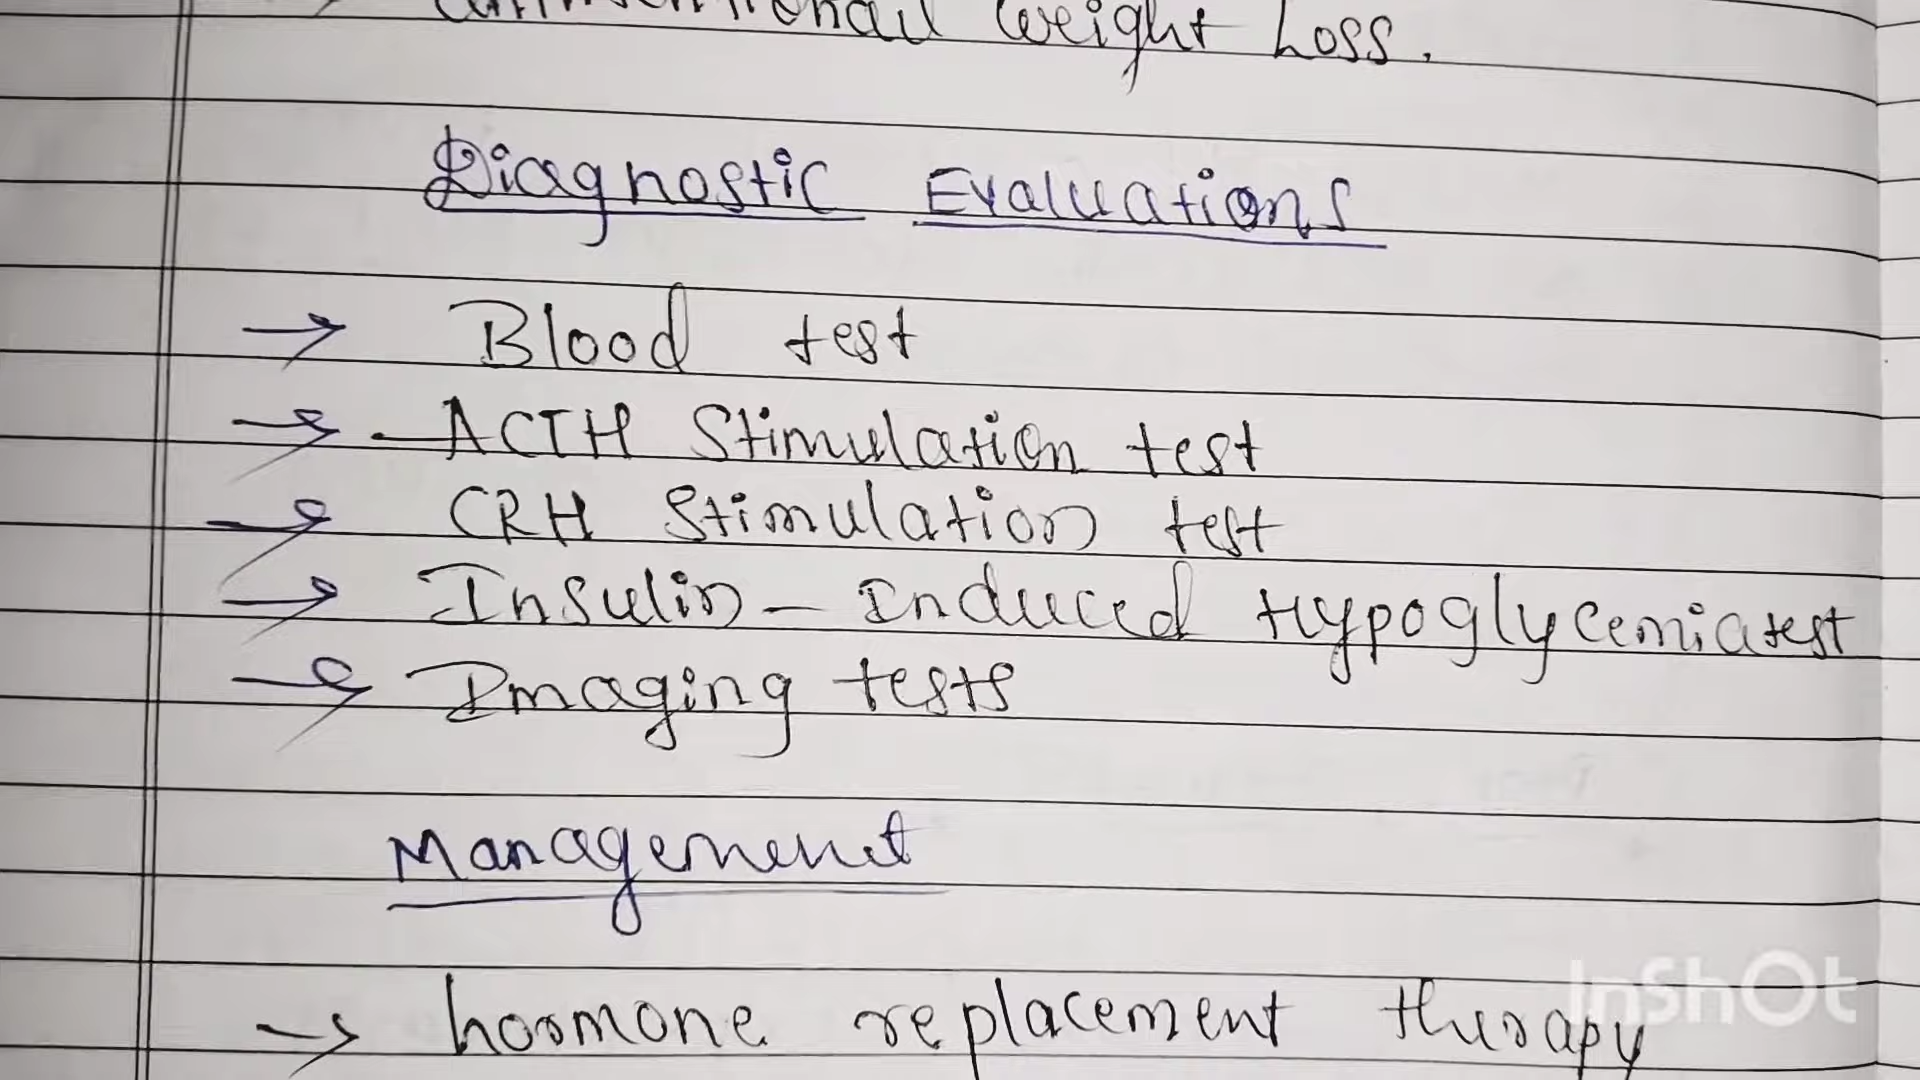 weight Loss.
Diagnostic Evaluations
→ Blood test
→ ACTH Stimulation test
→ CRH Stimulation test
→ Insulin - Induced Hypoglycemia test
→ Imaging tests
Management
→ hormone replacement therapy
InShOt